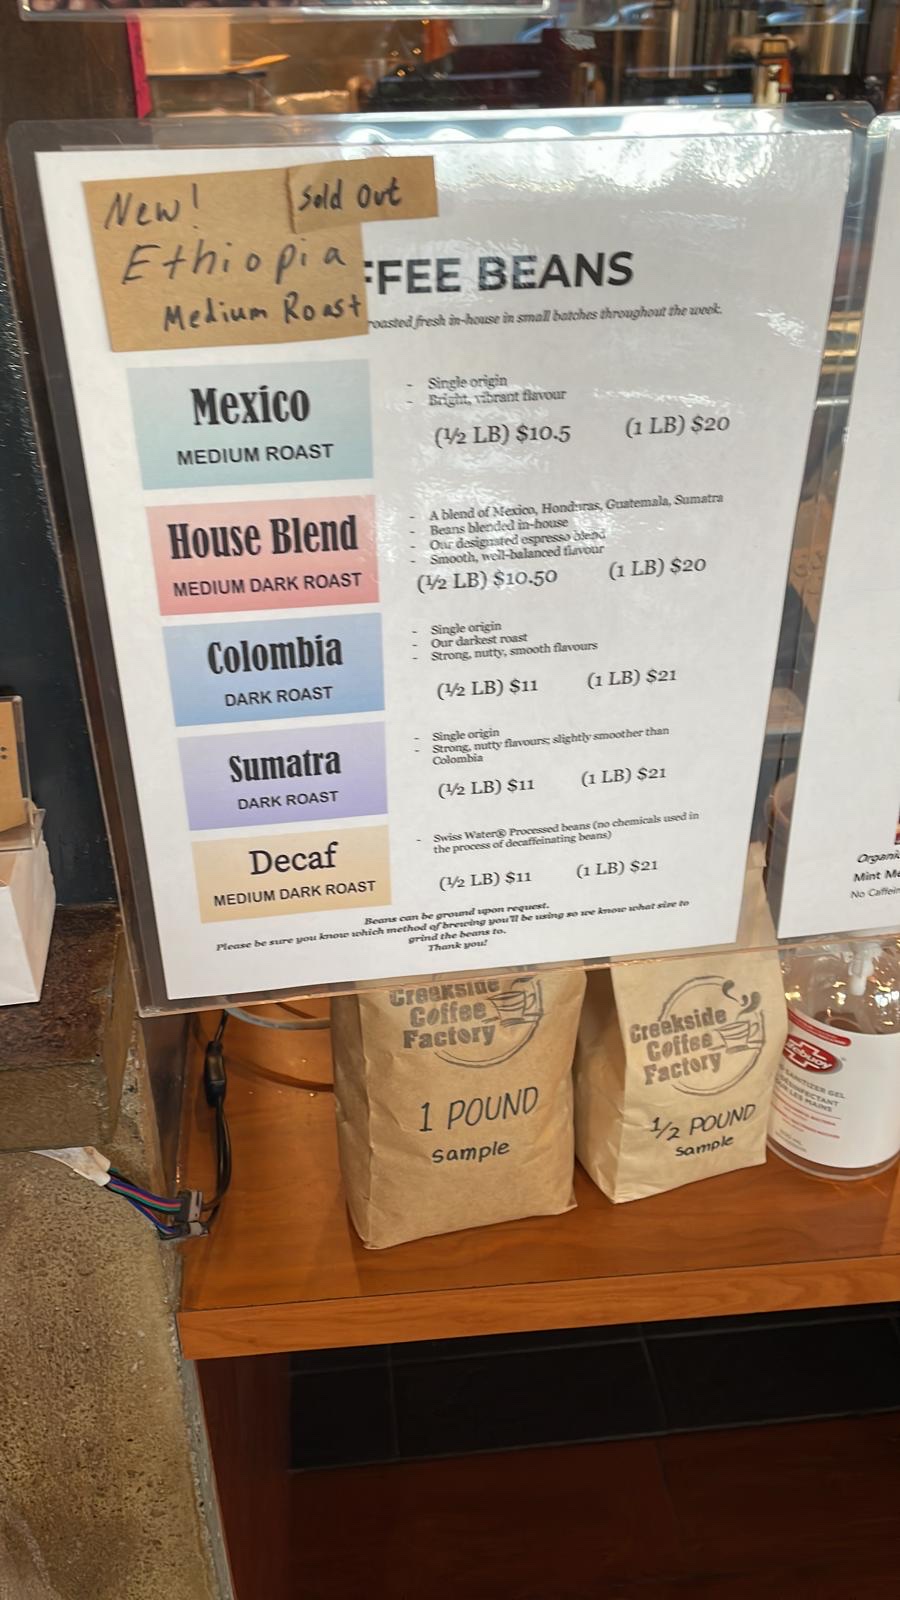 New!
Sold Out
Ethiopia
Medium Roast
FFEE BEANS
roasted fresh in-house in small batches throughout the week.
Mexico
MEDIUM ROAST
- Single origin
- Bright, vibrant flavour
(½ LB) $10.5 (1 LB) $20
House Blend
MEDIUM DARK ROAST
- A blend of Mexico, Honduras, Guatemala, Sumatra
- Beans blended in-house
- Our designated espresso blend
- Smooth, well-balanced flavour
(½ LB) $10.50 (1 LB) $20
Colombia
DARK ROAST
- Single origin
- Our darkest roast
- Strong, nutty, smooth flavours
(½ LB) $11 (1 LB) $21
Sumatra
DARK ROAST
- Single origin
- Strong, nutty flavours; slightly smoother than
Colombia
(½ LB) $11 (1 LB) $21
Decaf
MEDIUM DARK ROAST
- Swiss Water® Processed beans (no chemicals used in
the process of decaffeinating beans)
(½ LB) $11 (1 LB) $21
Beans can be ground upon request.
Please be sure you know which method of brewing you'll be using so we know what size to
grind the beans to.
Thank you!
Organic
Mint Me
No Caffein
Creekside
Coffee
Factory
1 POUND
sample
Creekside
Coffee
Factory
1/2 POUND
sample
SANITIZER GEL